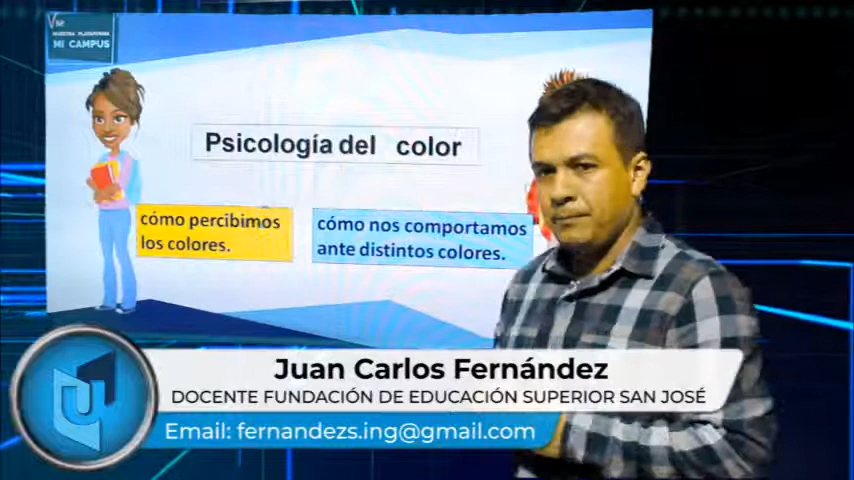 NUESTRA PLATAFORMA
MI CAMPUS
Psicología del color
cómo percibimos
los colores.
cómo nos comportamos
ante distintos colores.
Juan Carlos Fernández
DOCENTE FUNDACIÓN DE EDUCACIÓN SUPERIOR SAN JOSÉ
Email: fernandezs.ing@gmail.com